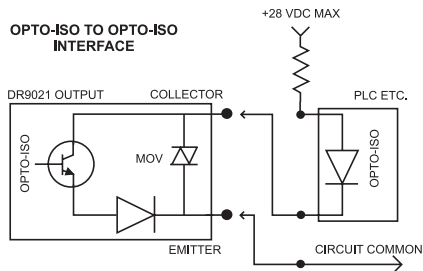 +28 VDC MAX
OPTO-ISO TO OPTO-ISO
INTERFACE
DR9021 OUTPUT
COLLECTOR
PLC ETC.
OPTO-ISO
MOV
OPTO-ISO
EMITTER
CIRCUIT COMMON